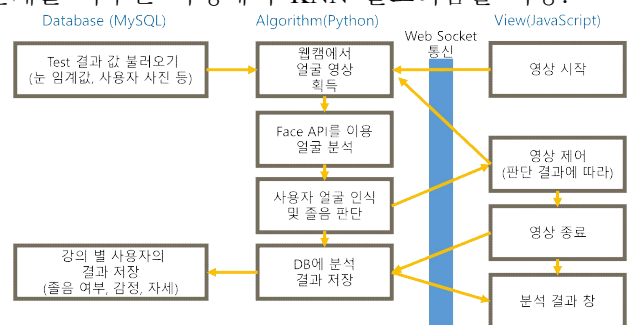 Database (MySQL)
Algorithm(Python)
View(JavaScript)
Web Socket
통신
Test 결과 값 불러오기
(눈 임계값, 사용자 사진 등)
웹캠에서
얼굴 영상
획득
영상 시작
Face API를 이용
얼굴 분석
영상 제어
(판단 결과에 따라)
사용자 얼굴 인식
및 졸음 판단
영상 종료
강의 별 사용자의
결과 저장
(졸음 여부, 감정, 자세)
DB에 분석
결과 저장
분석 결과 창